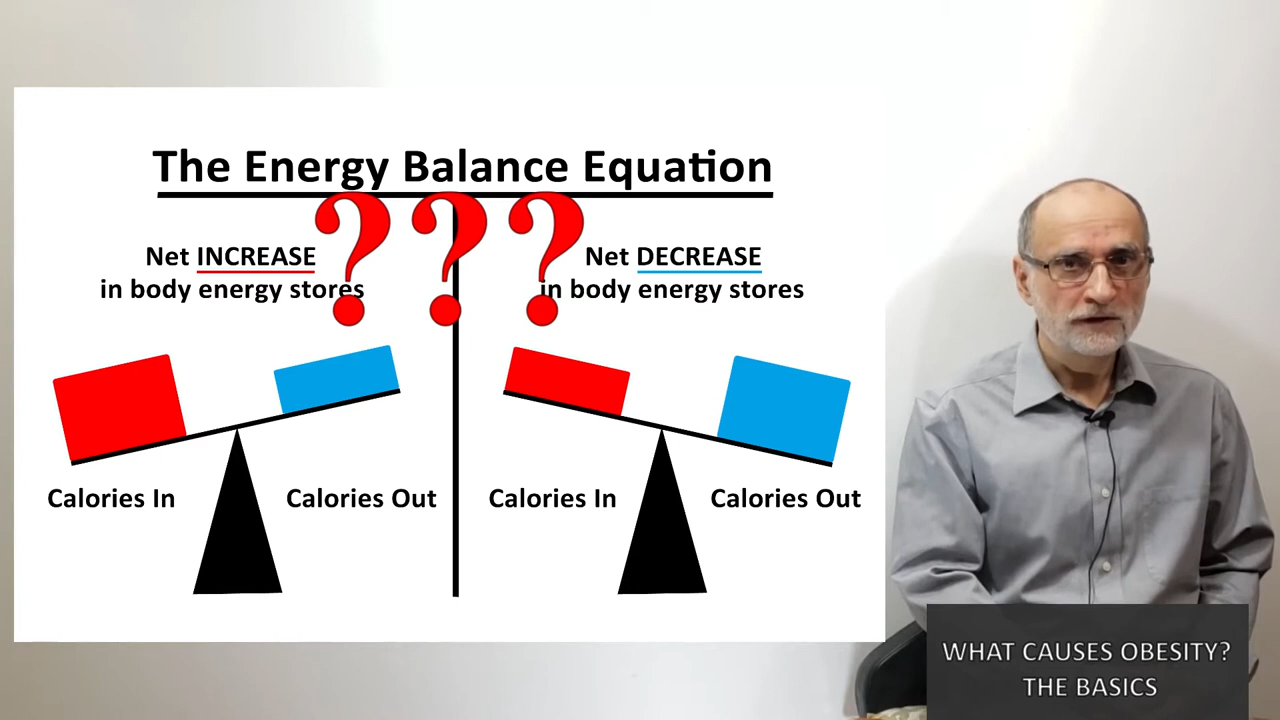 The Energy Balance Equation
???
Net INCREASE
in body energy stores
Net DECREASE
in body energy stores
Calories In
Calories Out
Calories In
Calories Out
WHAT CAUSES OBESITY?
THE BASICS